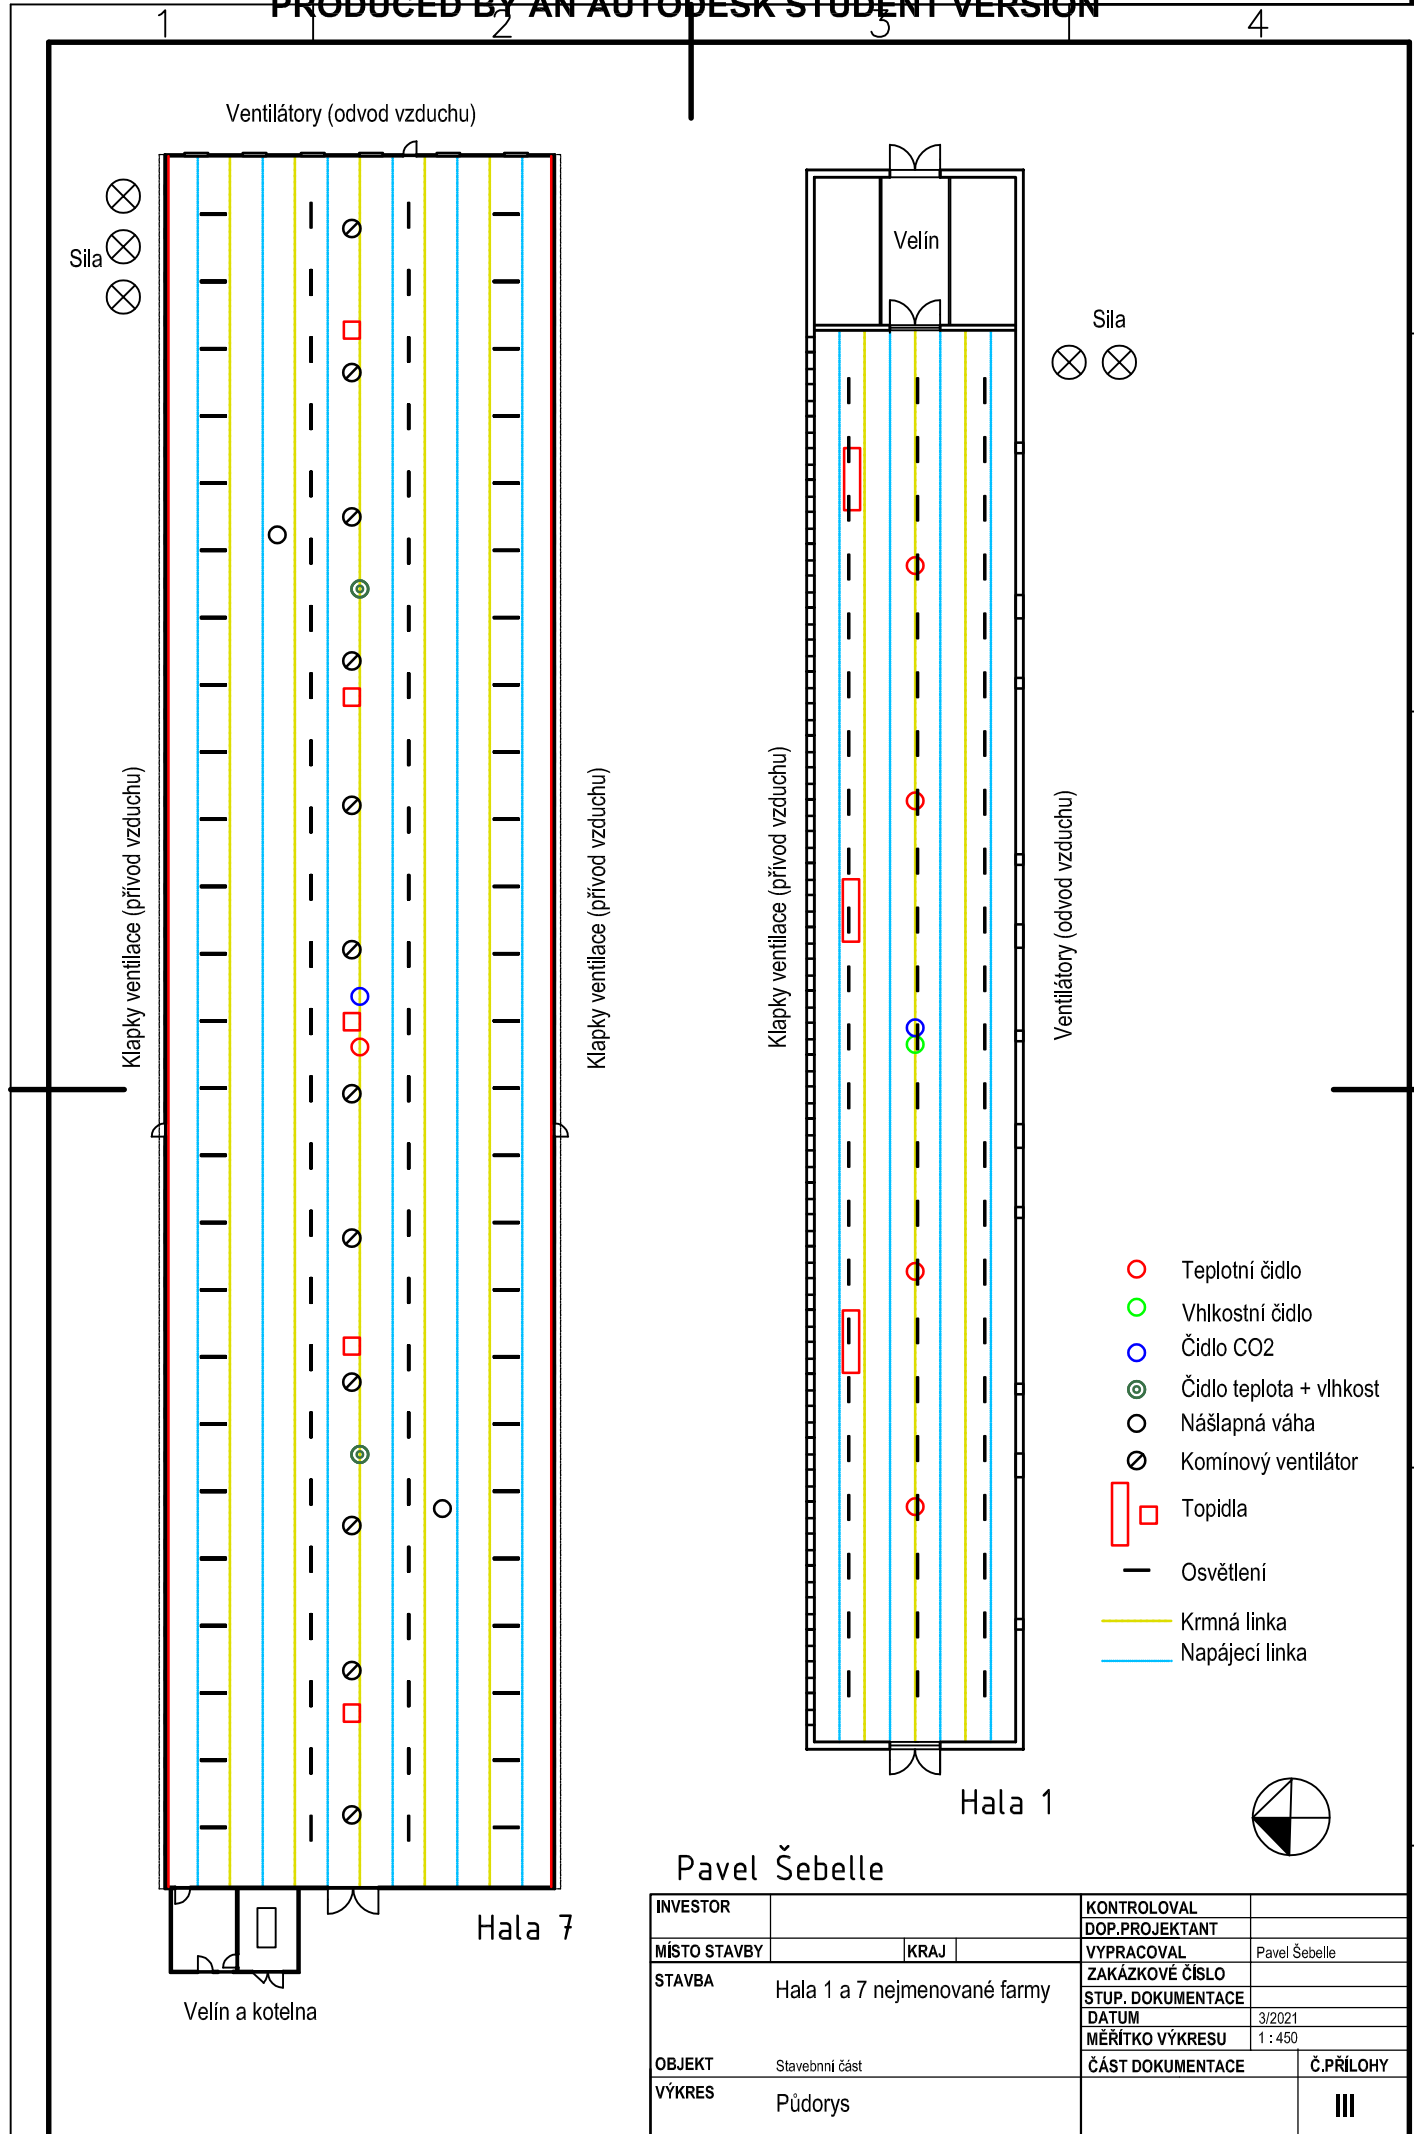 PRODUCED BY AN AUTODESK STUDENT VERSION
1 2 3 4
Ventilátory (odvod vzduchu)
Sila
Klapky ventilace (přívod vzduchu)
Klapky ventilace (přívod vzduchu)
Hala 7
Velín a kotelna
Velín
Sila
Klapky ventilace (přívod vzduchu)
Ventilátory (odvod vzduchu)
Hala 1
Teplotní čidlo
Vhlkostní čidlo
Čidlo CO2
Čidlo teplota + vlhkost
Nášlapná váha
Komínový ventilátor
Topidla
Osvětlení
Krmná linka
Napájecí linka
Pavel Šebelle
INVESTOR
MÍSTO STAVBY KRAJ
STAVBA Hala 1 a 7 nejmenované farmy
OBJEKT Stavebnní část
VÝKRES Půdorys
KONTROLOVAL
DOP.PROJEKTANT
VYPRACOVAL Pavel Šebelle
ZAKÁZKOVÉ ČÍSLO
STUP. DOKUMENTACE
DATUM 3/2021
MĚŘÍTKO VÝKRESU 1 : 450
ČÁST DOKUMENTACE Č.PŘÍLOHY
III